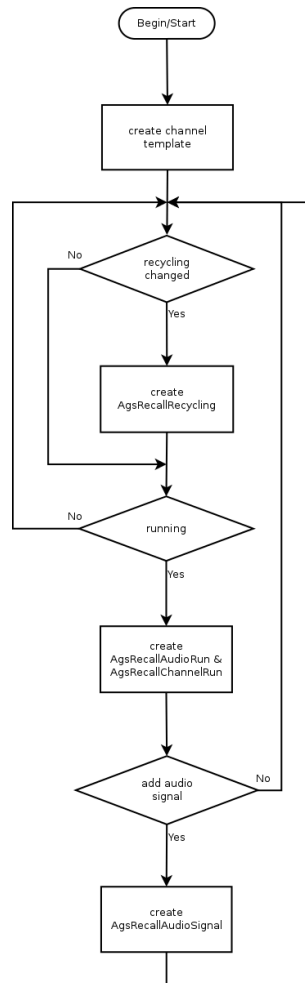 Begin/Start
create channel
template
No
recycling
changed
Yes
create
AgsRecallRecycling
No
running
Yes
create
AgsRecallAudioRun &
AgsRecallChannelRun
add audio
signal
No
Yes
create
AgsRecallAudioSignal